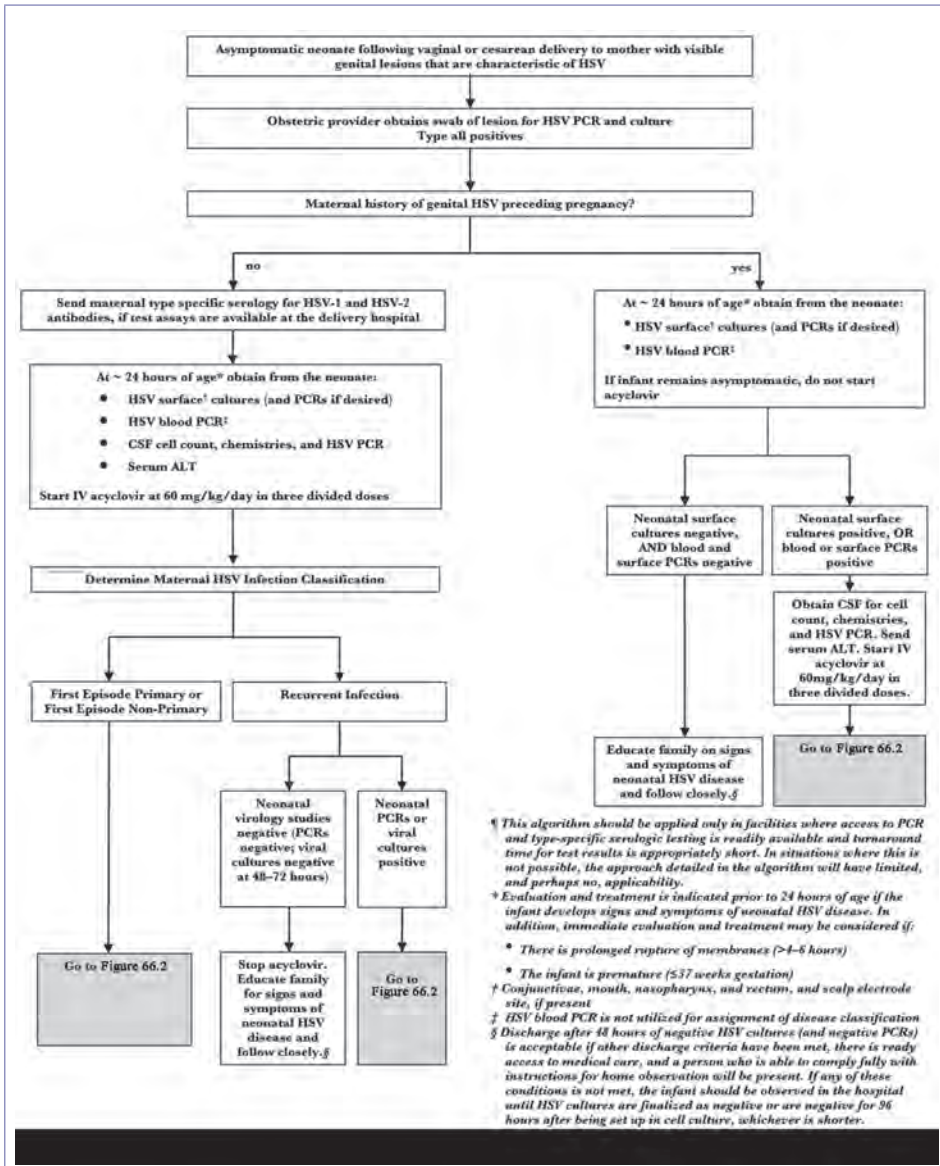 Asymptomatic neonate following vaginal or cesarean delivery to mother with visible
genital lesions that are characteristic of HSV
Obstetric provider obtains swab of lesion for HSV PCR and culture
Type all positives
Maternal history of genital HSV preceding pregnancy?
no
yes
Send maternal type specific serology for HSV-1 and HSV-2
antibodies, if test assays are available at the delivery hospital
At ~ 24 hours of age* obtain from the neonate:
• HSV surface† cultures (and PCRs if desired)
• HSV blood PCR‡
• CSF cell count, chemistries, and HSV PCR
• Serum ALT
Start IV acyclovir at 60 mg/kg/day in three divided doses
Determine Maternal HSV Infection Classification
First Episode Primary or
First Episode Non-Primary
Recurrent Infection
Neonatal
virology studies
negative (PCRs
negative; viral
cultures negative
at 48–72 hours)
Neonatal
PCRs or
viral
cultures
positive
Go to Figure 66.2
Stop acyclovir.
Educate family
for signs and
symptoms of
neonatal HSV
disease and
follow closely.§
Go to
Figure 66.2
At ~ 24 hours of age* obtain from the neonate:
• HSV surface† cultures (and PCRs if desired)
• HSV blood PCR‡
If infant remains asymptomatic, do not start
acyclovir
Neonatal surface
cultures negative,
AND blood and
surface PCRs negative
Neonatal surface
cultures positive, OR
blood or surface PCRs
positive
Obtain CSF for cell
count, chemistries,
and HSV PCR. Send
serum ALT. Start IV
acyclovir at
60mg/kg/day in
three divided doses.
Educate family on signs
and symptoms of
neonatal HSV disease
and follow closely.§
Go to Figure 66.2
¶ This algorithm should be applied only in facilities where access to PCR
and type-specific serologic testing is readily available and turnaround
time for test results is appropriately short. In situations where this is
not possible, the approach detailed in the algorithm will have limited,
and perhaps no, applicability.
* Evaluation and treatment is indicated prior to 24 hours of age if the
infant develops signs and symptoms of neonatal HSV disease. In
addition, immediate evaluation and treatment may be considered if:
• There is prolonged rupture of membranes (>4–6 hours)
• The infant is premature (≤37 weeks gestation)
† Conjunctivae, mouth, nasopharynx, and rectum, and scalp electrode
site, if present
‡ HSV blood PCR is not utilized for assignment of disease classification
§ Discharge after 48 hours of negative HSV cultures (and negative PCRs)
is acceptable if other discharge criteria have been met, there is ready
access to medical care, and a person who is able to comply fully with
instructions for home observation will be present. If any of these
conditions is not met, the infant should be observed in the hospital
until HSV cultures are finalized as negative or are negative for 96
hours after being set up in cell culture, whichever is shorter.